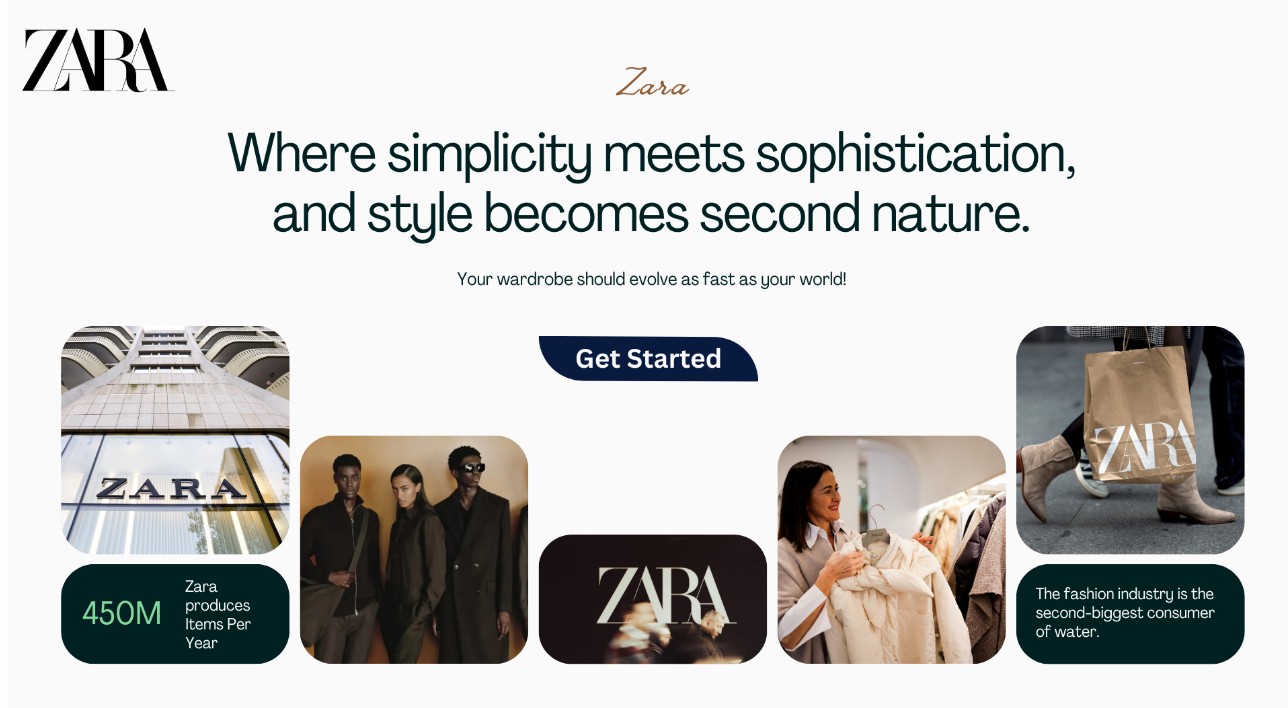 ZARA
Zara
Where simplicity meets sophistication,
and style becomes second nature.
Your wardrobe should evolve as fast as your world!
Get Started
ZARA
ZARA
ZARA
450M
Zara
produces
Items Per
Year
The fashion industry is the
second-biggest consumer
of water.